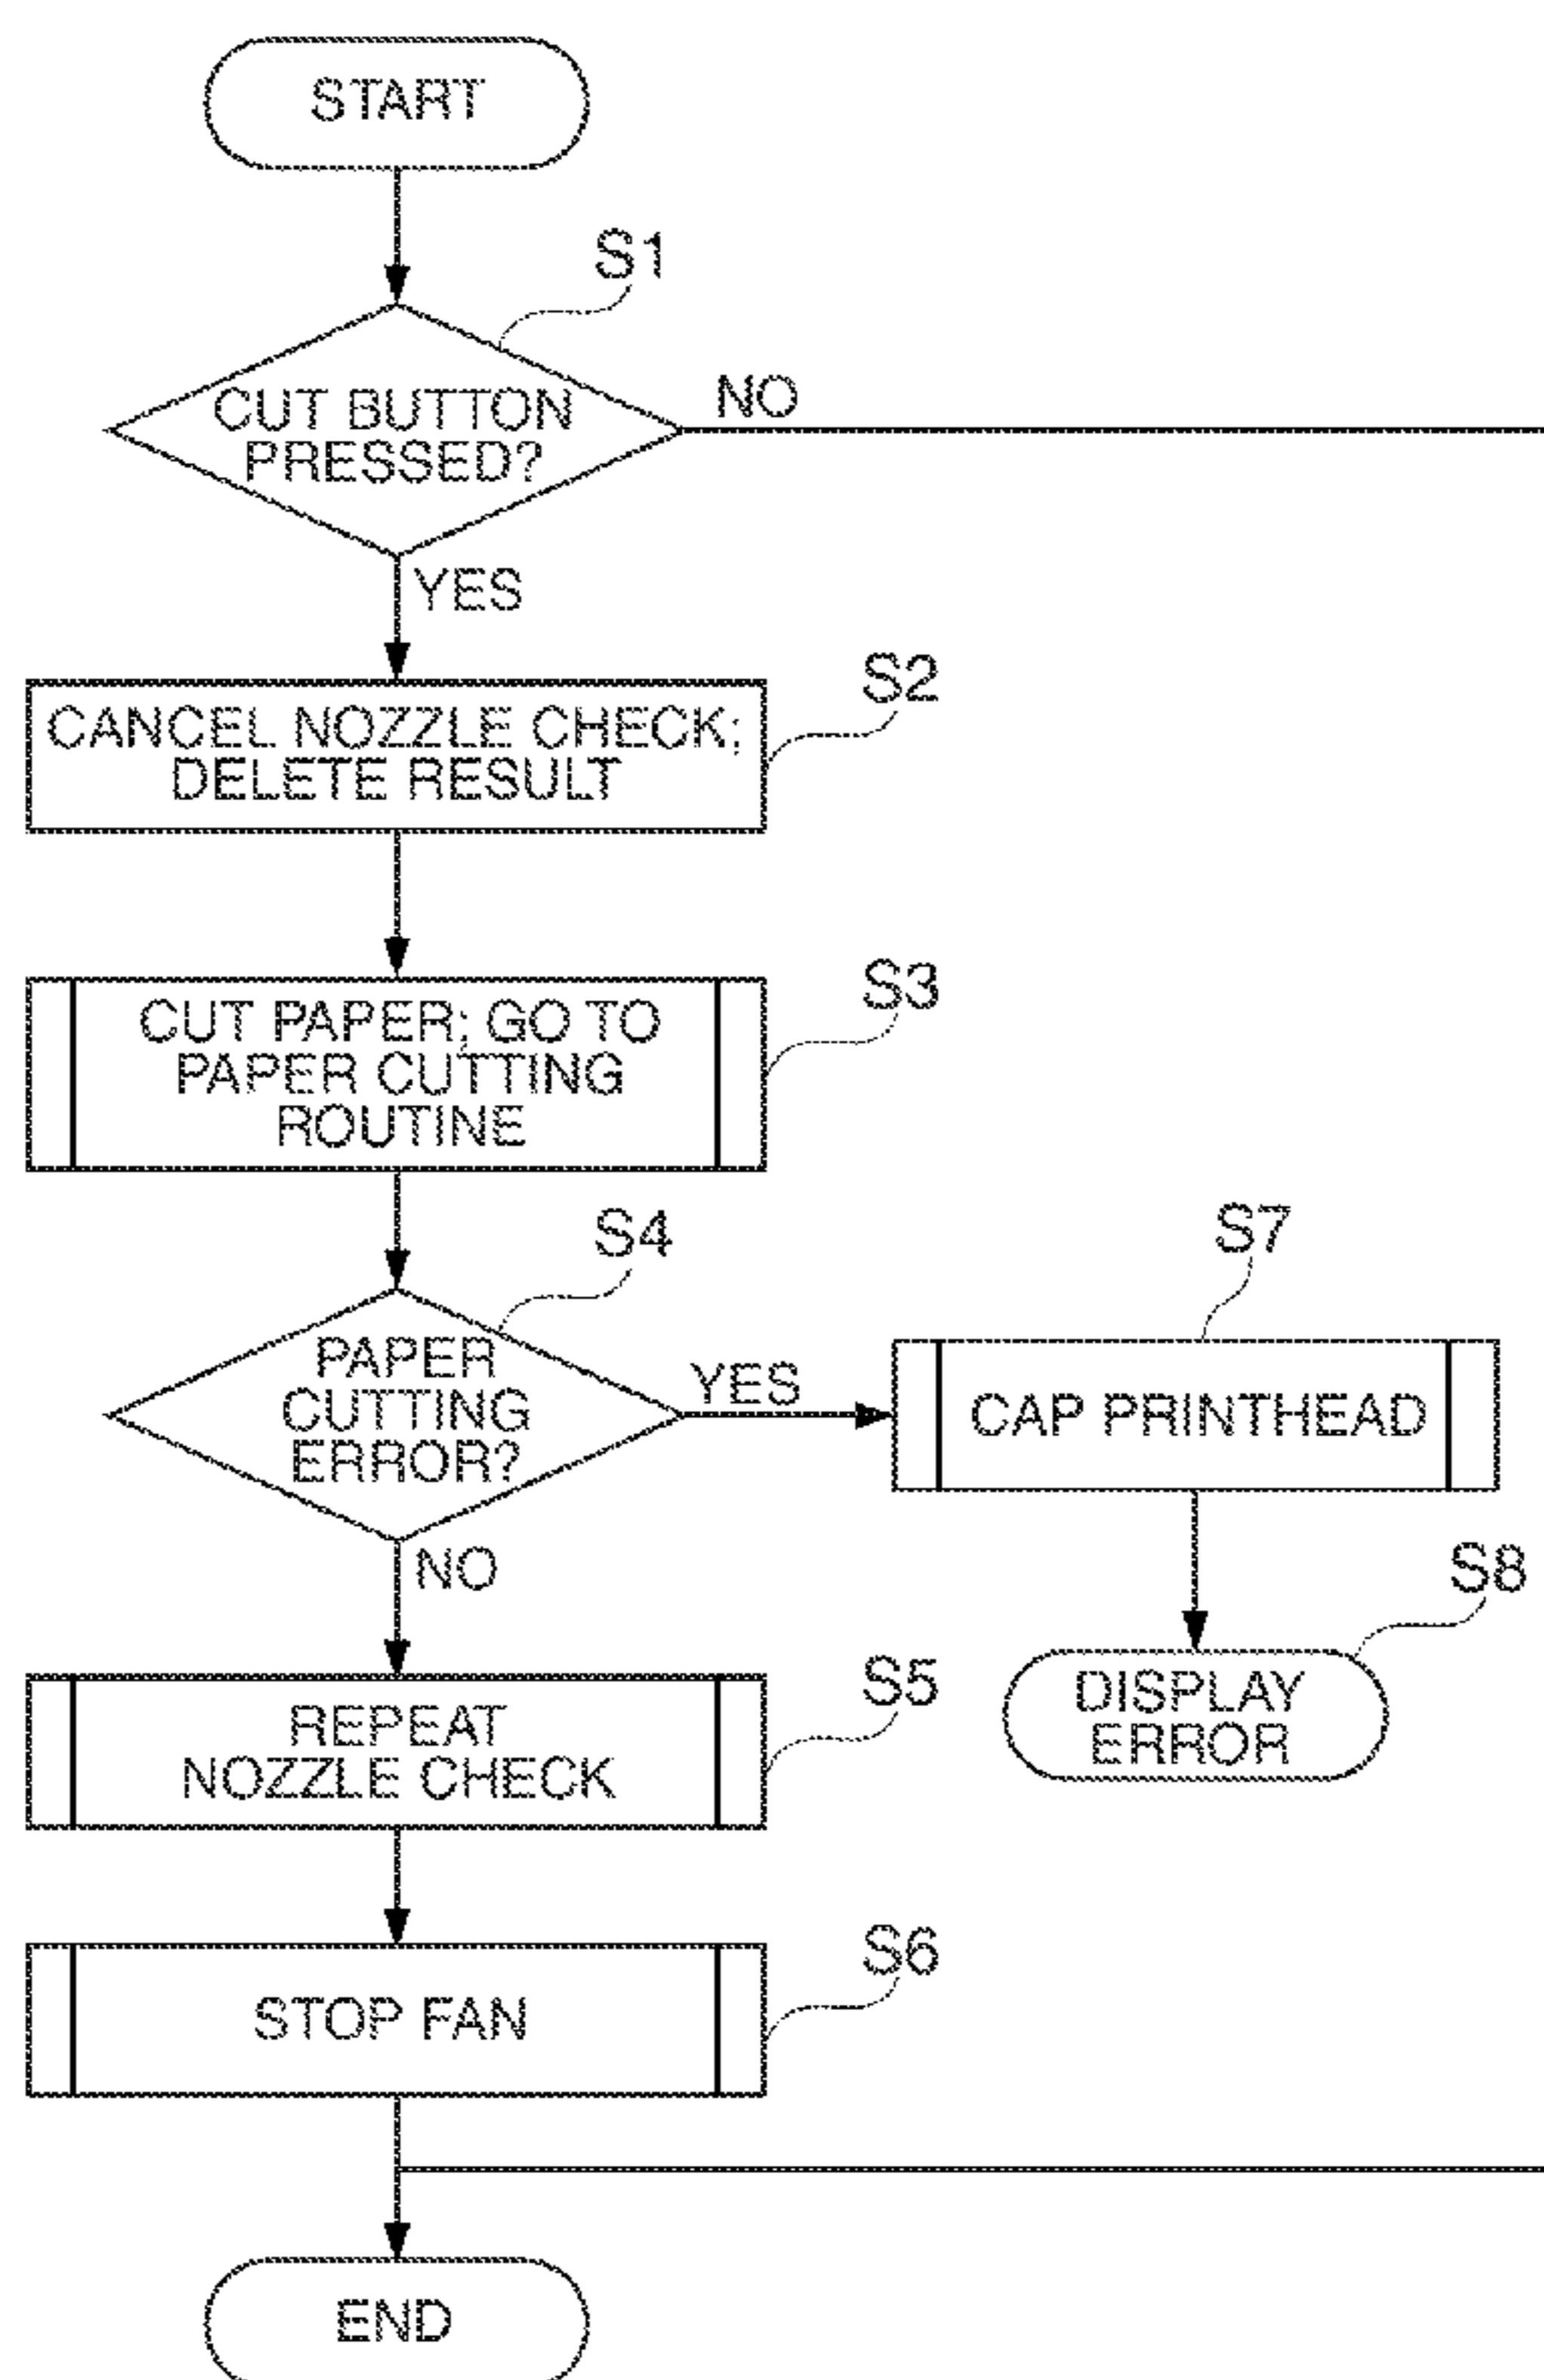 START
S1
CUT BUTTON
PRESSED?
NO
YES
S2
CANCEL NOZZLE CHECK;
DELETE RESULT
S3
CUT PAPER; GO TO
PAPER CUTTING
ROUTINE
S4
PAPER
CUTTING
ERROR?
YES
NO
S7
CAP PRINTHEAD
S8
DISPLAY
ERROR
S5
REPEAT
NOZZLE CHECK
S6
STOP FAN
END